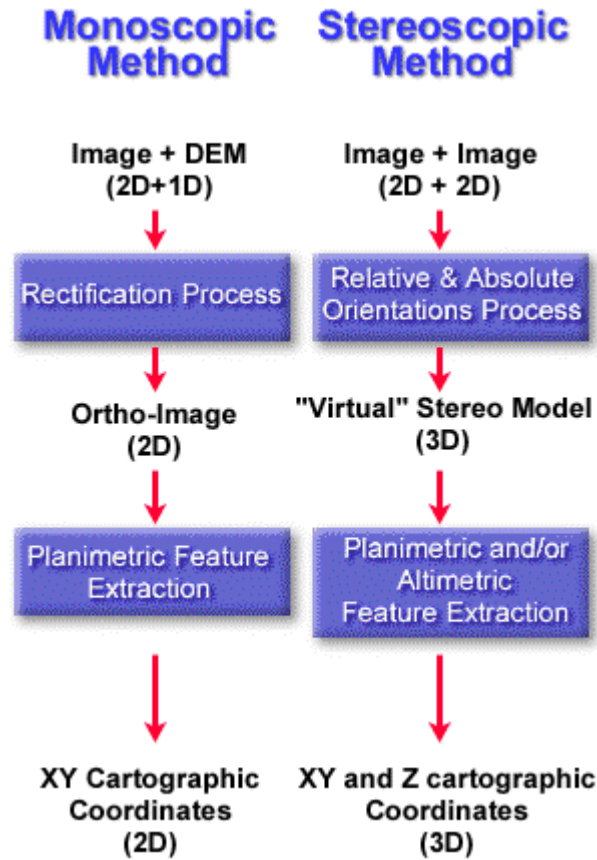 Monoscopic
Method
Image + DEM
(2D+1D)
Rectification Process
Ortho-Image
(2D)
Planimetric Feature
Extraction
XY Cartographic
Coordinates
(2D)
Stereoscopic
Method
Image + Image
(2D + 2D)
Relative & Absolute
Orientations Process
"Virtual" Stereo Model
(3D)
Planimetric and/or
Altimetric
Feature Extraction
XY and Z cartographic
Coordinates
(3D)